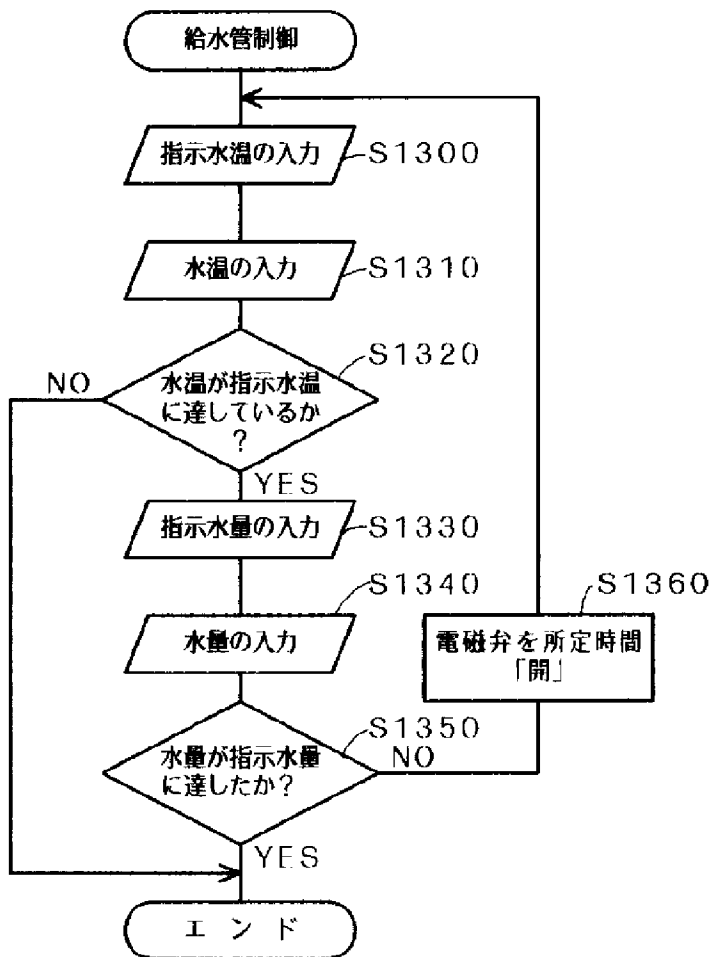 給水管制御
指示水温の入力
S1300
水温の入力
S1310
S1320
水温が指示水温
に達しているか
?
NO
YES
指示水量の入力
S1330
S1340
水量の入力
S1360
電磁弁を所定時間
「開」
S1350
水量が指示水量
に達したか?
NO
YES
エンド